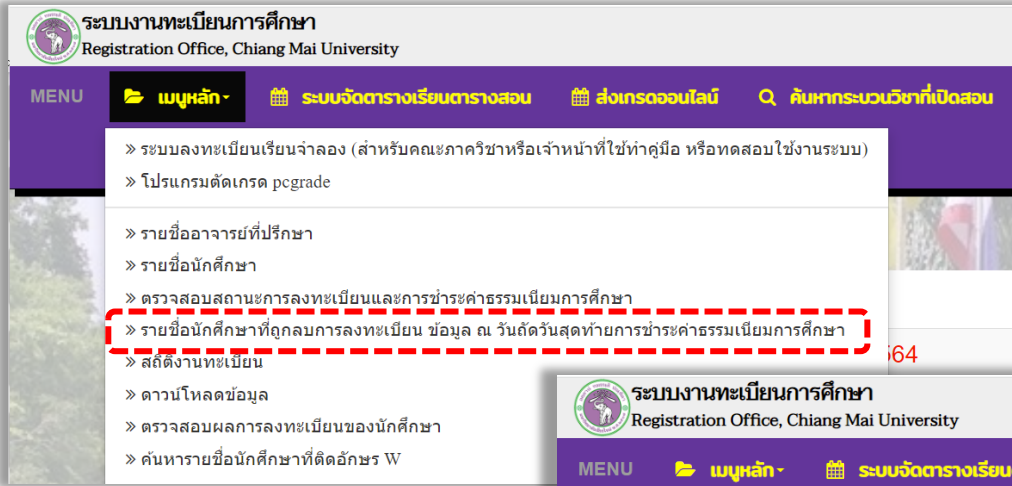 ระบบงานทะเบียนการศึกษา
Registration Office, Chiang Mai University
MENU เมนูหลัก ระบบจัดตารางเรียนตารางสอน ส่งเกรดออนไลน์ ค้นหากระบวนวิชาที่เปิดสอน
» ระบบลงทะเบียนเรียนจำลอง (สำหรับคณะภาควิชาหรือเจ้าหน้าที่ใช้ทำคู่มือ หรือทดสอบใช้งานระบบ)
» โปรแกรมตัดเกรด pcgrade
» รายชื่ออาจารย์ที่ปรึกษา
» รายชื่อนักศึกษา
» ตรวจสอบสถานะการลงทะเบียนและการชำระค่าธรรมเนียมการศึกษา
» รายชื่อนักศึกษาที่ถูกลบการลงทะเบียน ข้อมูล ณ วันถัดวันสุดท้ายการชำระค่าธรรมเนียมการศึกษา
» สถิติงานทะเบียน
564
» ดาวน์โหลดข้อมูล
» ตรวจสอบผลการลงทะเบียนของนักศึกษา
» ค้นหารายชื่อนักศึกษาที่ติดอักษร W
ระบบงานทะเบียนการศึกษา
Registration Office, Chiang Mai University
MENU เมนูหลัก ระบบจัดตารางเรียน